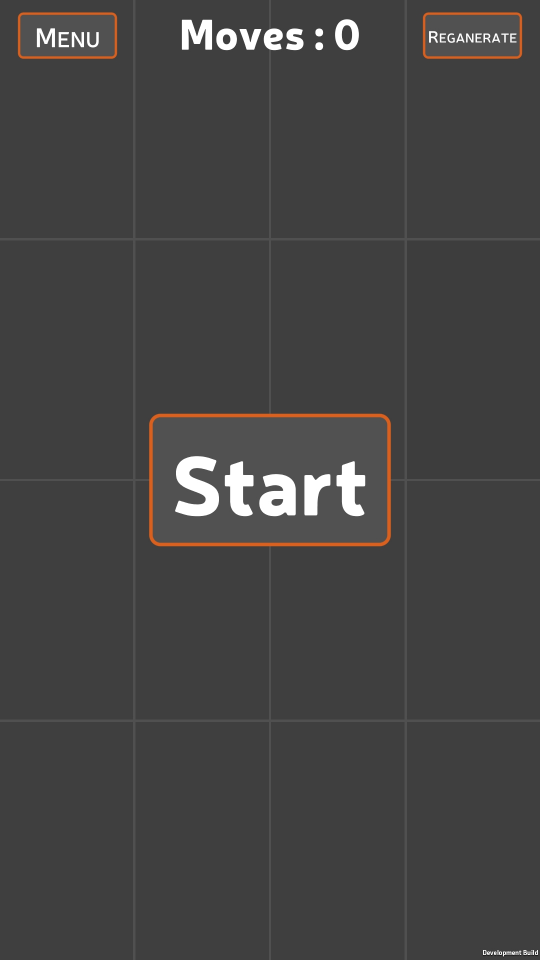 MENU
Moves : 0
REGANERATE
Start
Development Build